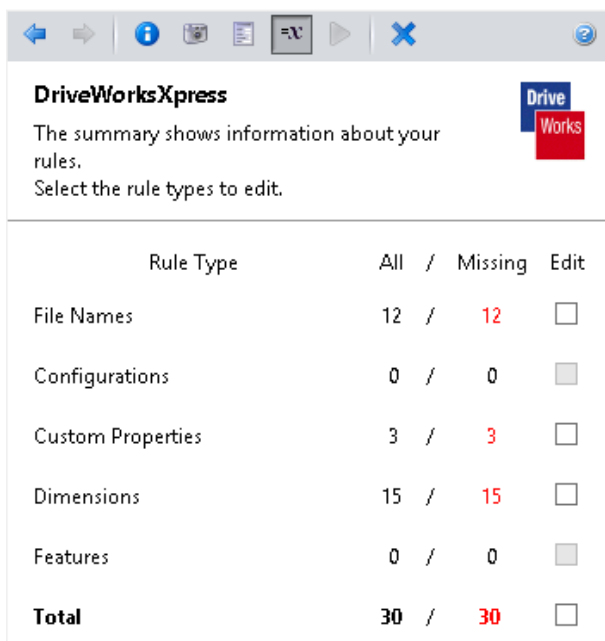 =x
?
DriveWorksXpress
The summary shows information about your
rules.
Select the rule types to edit.
Drive
Works
Rule Type All / Missing Edit
File Names 12 / 12
Configurations 0 / 0
Custom Properties 3 / 3
Dimensions 15 / 15
Features 0 / 0
Total 30 / 30